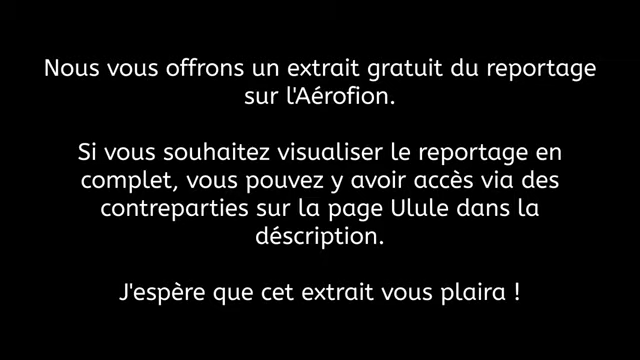 Nous vous offrons un extrait gratuit du reportage
sur l'Aérofion.
Si vous souhaitez visualiser le reportage en
complet, vous pouvez y avoir accès via des
contreparties sur la page Ulule dans la
déscription.
J'espère que cet extrait vous plaira !